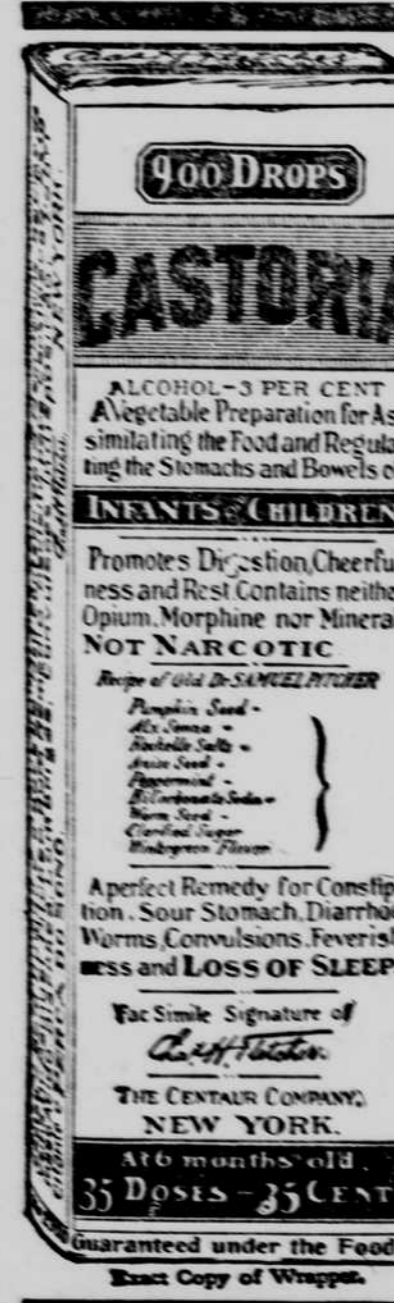 900 DROPS
CASTORIA
ALCOHOL-3 PER CENT
A Vegetable Preparation for As
similating the Food and Regula
ting the Stomachs and Bowels o
INFANTS & CHILDREN
Promotes Digestion, Cheerfu
ness and Rest. Contains neithe
Opium, Morphine nor Minera
NOT NARCOTIC
Recipe of Old Dr SAMUEL PITCHER
Pumpkin Seed -
Alx Senna -
Rochelle Salts -
Anise Seed -
Peppermint -
Bi Carbonate Soda -
Worm Seed -
Clarified Sugar
Wintergreen Flavor
A perfect Remedy for Constip
tion, Sour Stomach, Diarrhoe
Worms, Convulsions, Feverish
ness and LOSS OF SLEEP
Fac Simile Signature of
Chas H Fletcher
THE CENTAUR COMPANY,
NEW YORK.
At 6 months old
35 DOSES - 35 CENT
Guaranteed under the Food
Exact Copy of Wrapper.
NEW YORK.